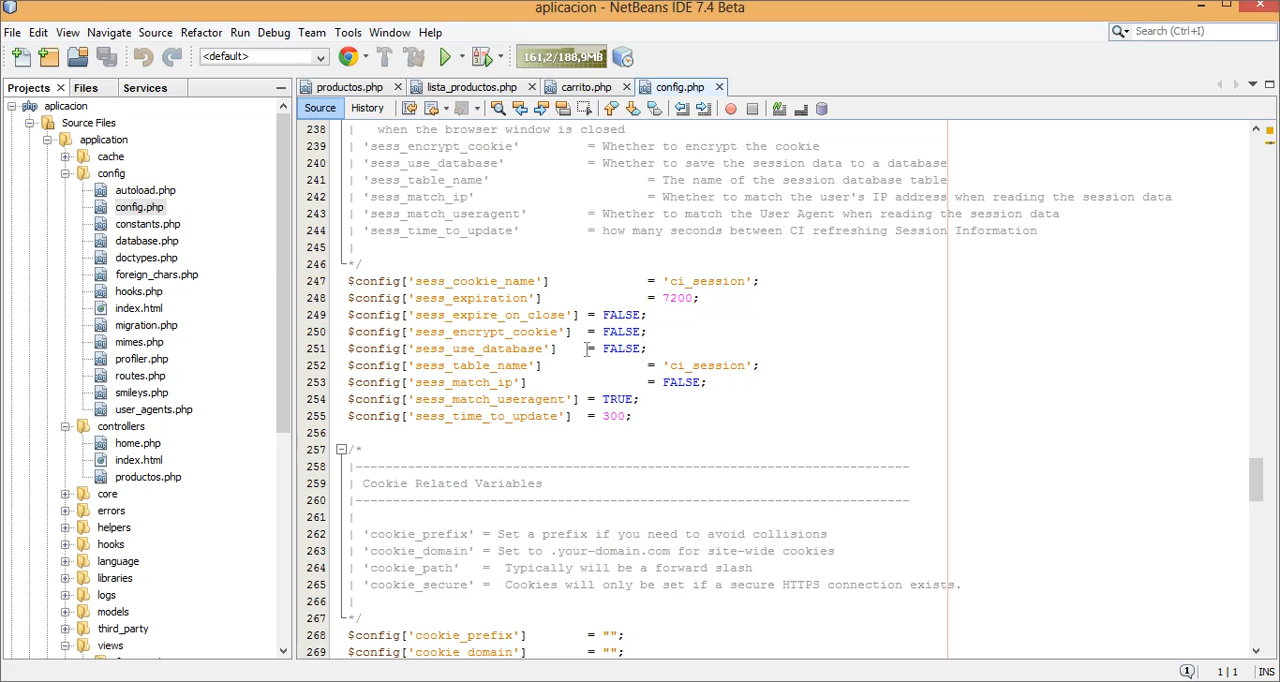 aplicacion - NetBeans IDE 7.4 Beta
File Edit View Navigate Source Refactor Run Debug Team Tools Window Help
Search (Ctrl+I)
<default>
161,2/188,9MB
Projects Files Services
productos.php lista_productos.php carrito.php config.php
Source History
aplicacion
Source Files
application
cache
config
autoload.php
config.php
constants.php
database.php
doctypes.php
foreign_chars.php
hooks.php
index.html
migration.php
mimes.php
profiler.php
routes.php
smileys.php
user_agents.php
controllers
home.php
index.html
productos.php
core
errors
helpers
hooks
language
libraries
logs
models
third_party
views
238 | when the browser window is closed
239 | 'sess_encrypt_cookie' = Whether to encrypt the cookie
240 | 'sess_use_database' = Whether to save the session data to a database
241 | 'sess_table_name' = The name of the session database table
242 | 'sess_match_ip' = Whether to match the user's IP address when reading the session data
243 | 'sess_match_useragent' = Whether to match the User Agent when reading the session data
244 | 'sess_time_to_update' = how many seconds between CI refreshing Session Information
245 |
246 */
247 $config['sess_cookie_name'] = 'ci_session';
248 $config['sess_expiration'] = 7200;
249 $config['sess_expire_on_close'] = FALSE;
250 $config['sess_encrypt_cookie'] = FALSE;
251 $config['sess_use_database'] = FALSE;
252 $config['sess_table_name'] = 'ci_session';
253 $config['sess_match_ip'] = FALSE;
254 $config['sess_match_useragent'] = TRUE;
255 $config['sess_time_to_update'] = 300;
256
257 /*
258 |--------------------------------------------------------------------------
259 | Cookie Related Variables
260 |--------------------------------------------------------------------------
261 |
262 | 'cookie_prefix' = Set a prefix if you need to avoid collisions
263 | 'cookie_domain' = Set to .your-domain.com for site-wide cookies
264 | 'cookie_path' = Typically will be a forward slash
265 | 'cookie_secure' = Cookies will only be set if a secure HTTPS connection exists.
266 |
267 */
268 $config['cookie_prefix'] = "";
269 $config['cookie_domain'] = "";
1 | 1 INS